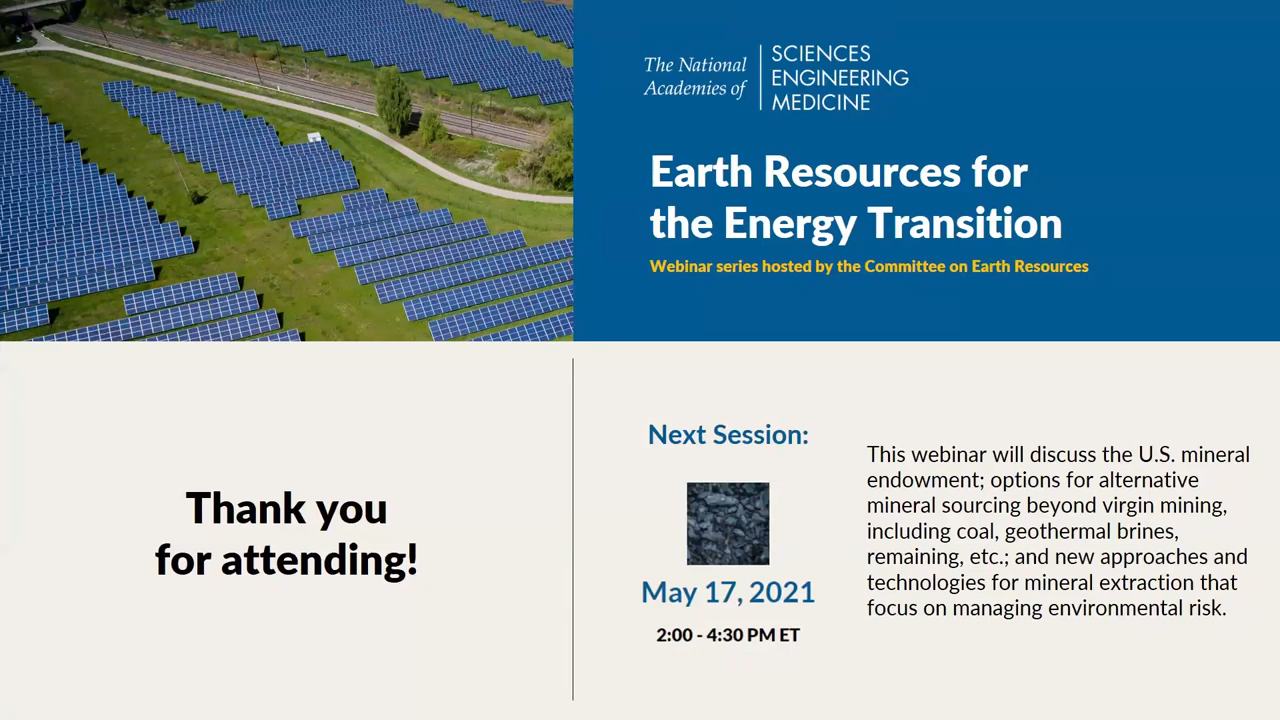 The National
Academies of
SCIENCES
ENGINEERING
MEDICINE
Earth Resources for
the Energy Transition
Webinar series hosted by the Committee on Earth Resources
Thank you
for attending!
Next Session:
May 17, 2021
2:00 - 4:30 PM ET
This webinar will discuss the U.S. mineral
endowment; options for alternative
mineral sourcing beyond virgin mining,
including coal, geothermal brines,
remaining, etc.; and new approaches and
technologies for mineral extraction that
focus on managing environmental risk.